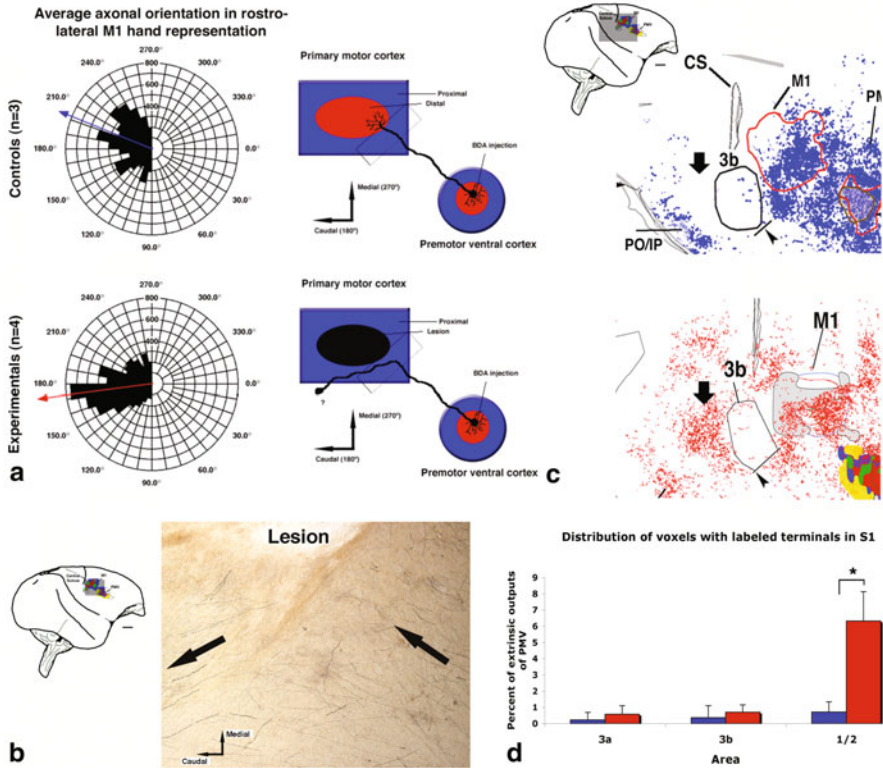 Average axonal orientation in rostro-
lateral M1 hand representation
Controls (n=3)
270.0°
240.0°
300.0°
210.0°
330.0°
180.0°
0.0°
150.0°
30.0°
120.0°
60.0°
90.0°
800
600
400
Primary motor cortex
Proximal
Distal
BDA injection
Medial (270°)
Caudal (180°)
Premotor ventral cortex
Experimentals (n=4)
270.0°
240.0°
300.0°
210.0°
330.0°
180.0°
0.0°
150.0°
30.0°
120.0°
60.0°
90.0°
800
600
400
Primary motor cortex
Proximal
Lesion
BDA injection
?
Medial (270°)
Caudal (180°)
Premotor ventral cortex
a
CS
M1
PM
3b
PO/IP
M1
3b
c
Lesion
Medial
Caudal
b
Distribution of voxels with labeled terminals in S1
Percent of extrinsic outputs
of PMV
9
8
7
6
5
4
3
2
1
0
*
3a
3b
1/2
Area
d